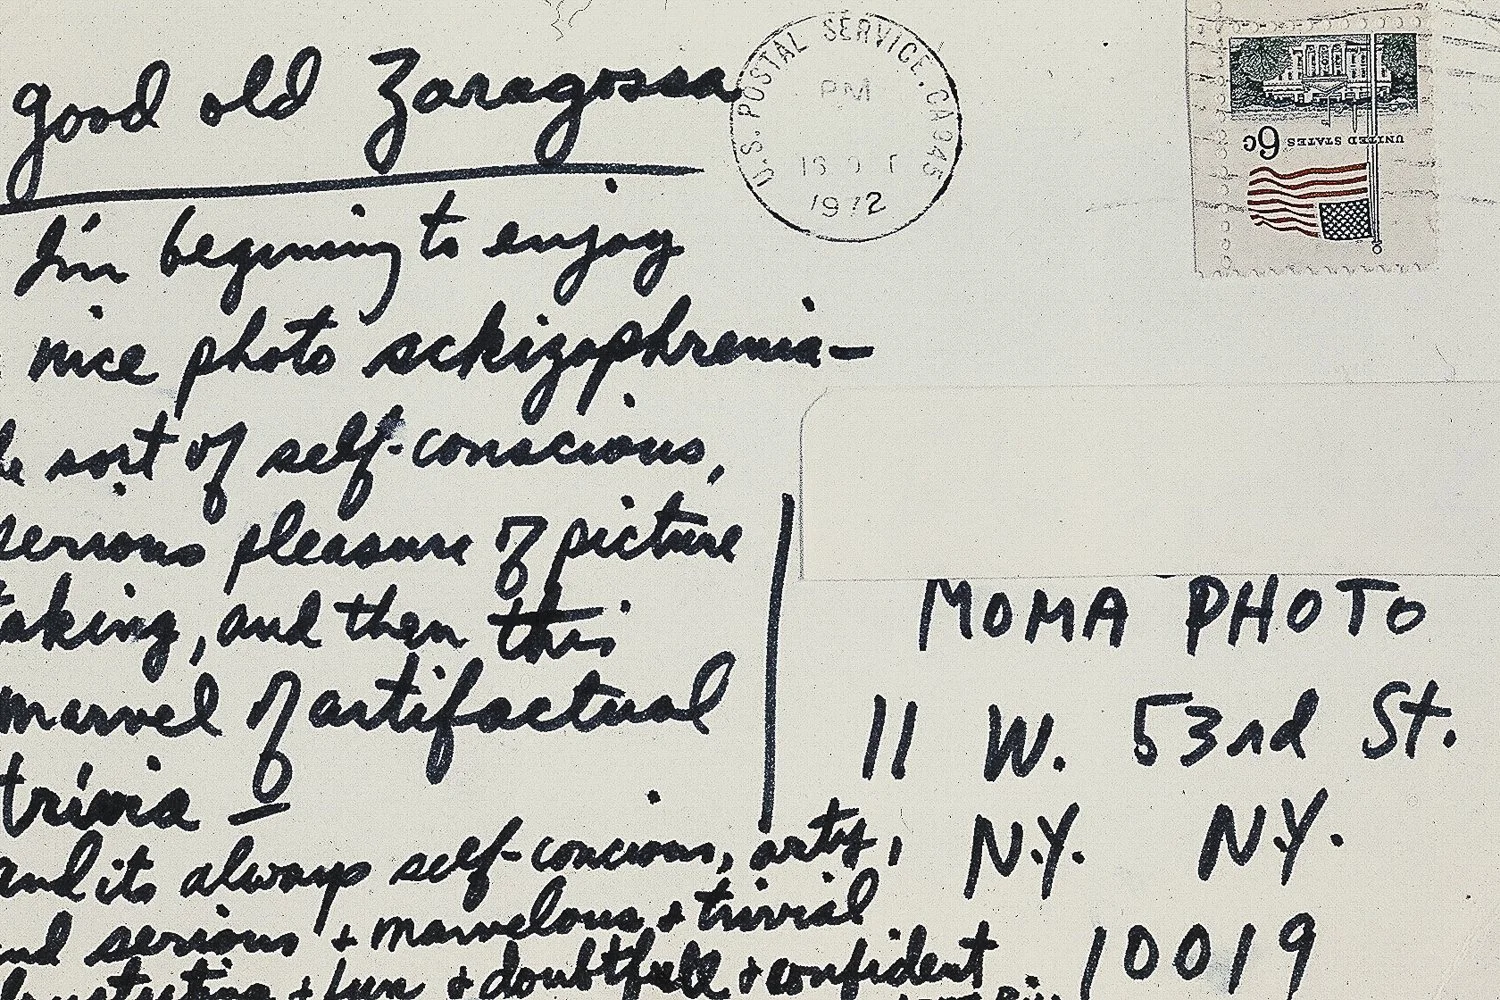 good old Zaragossa
I'm begining to enjoy
nice photo schizophrenia—
sort of self-conscious,
serious pleasure of picture
taking, and then this
marvel of artifactual
trivia —
and its always self-concious, arty,
and serious + marvelous + trivial
+ fun + doubtfull + confident
U.S. POSTAL SERVICE, CA 945
PM
1972
6c
UNITED STATES
MOMA PHOTO
11 W. 53rd St.
N.Y. N.Y.
10019